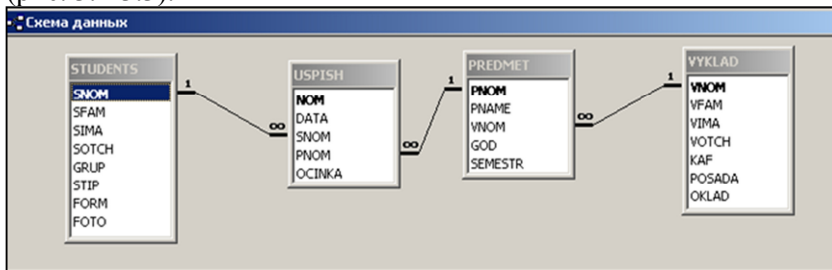 Схема данных
STUDENTS
SNOM
SFAM
SIMA
SOTCH
GRUP
STIP
FORM
FOTO
1
∞
USPISH
NOM
DATA
SNOM
PNOM
OCINKA
1
∞
PREDMET
PNOM
PNAME
VNOM
GOD
SEMESTR
∞
1
VYKLAD
VNOM
VFAM
VIMA
VOTCH
KAF
POSADA
OKLAD